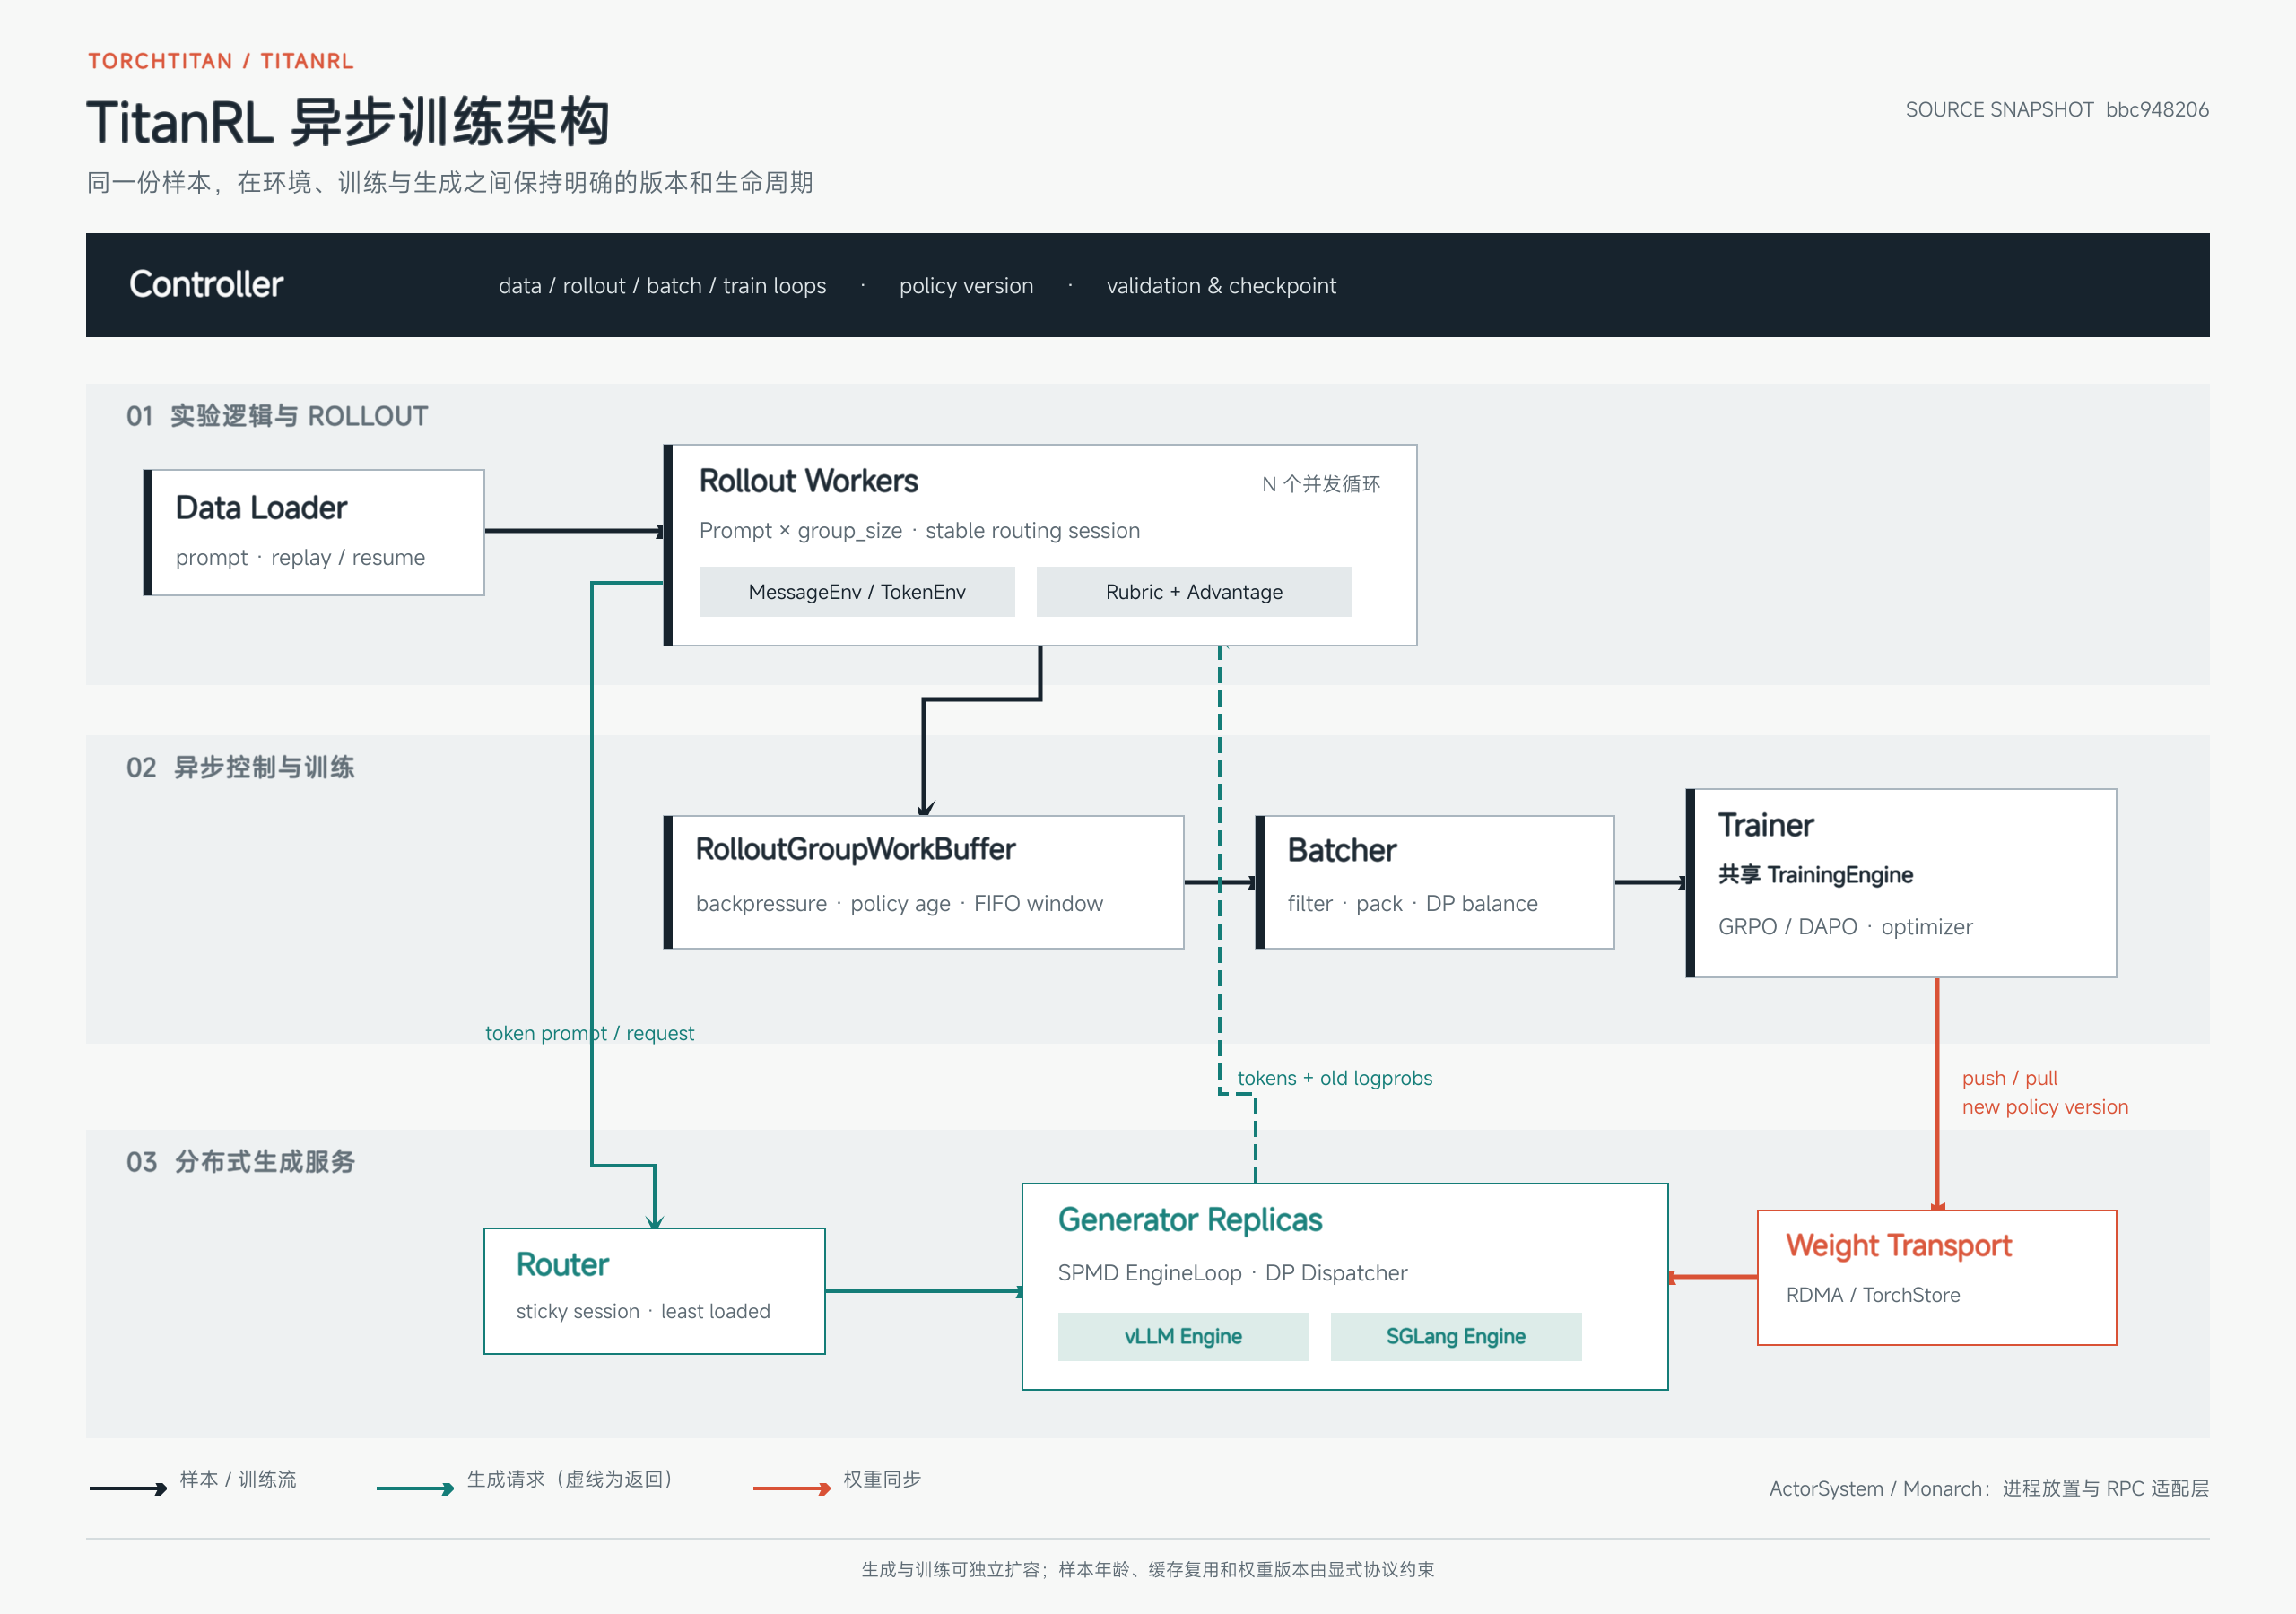 TORCHTITAN / TITANRL
TitanRL 异步训练架构
SOURCE SNAPSHOT bbc948206
同一份样本，在环境、训练与生成之间保持明确的版本和生命周期
Controller
data / rollout / batch / train loops · policy version · validation & checkpoint
01 实验逻辑与 ROLLOUT
Data Loader
prompt · replay / resume
Rollout Workers
N 个并发循环
Prompt × group_size · stable routing session
MessageEnv / TokenEnv
Rubric + Advantage
02 异步控制与训练
RolloutGroupWorkBuffer
backpressure · policy age · FIFO window
Batcher
filter · pack · DP balance
Trainer
共享 TrainingEngine
GRPO / DAPO · optimizer
token prompt / request
tokens + old logprobs
push / pull
new policy version
03 分布式生成服务
Router
sticky session · least loaded
Generator Replicas
SPMD EngineLoop · DP Dispatcher
vLLM Engine
SGLang Engine
Weight Transport
RDMA / TorchStore
样本 / 训练流
生成请求（虚线为返回）
权重同步
ActorSystem / Monarch：进程放置与 RPC 适配层
生成与训练可独立扩容；样本年龄、缓存复用和权重版本由显式协议约束